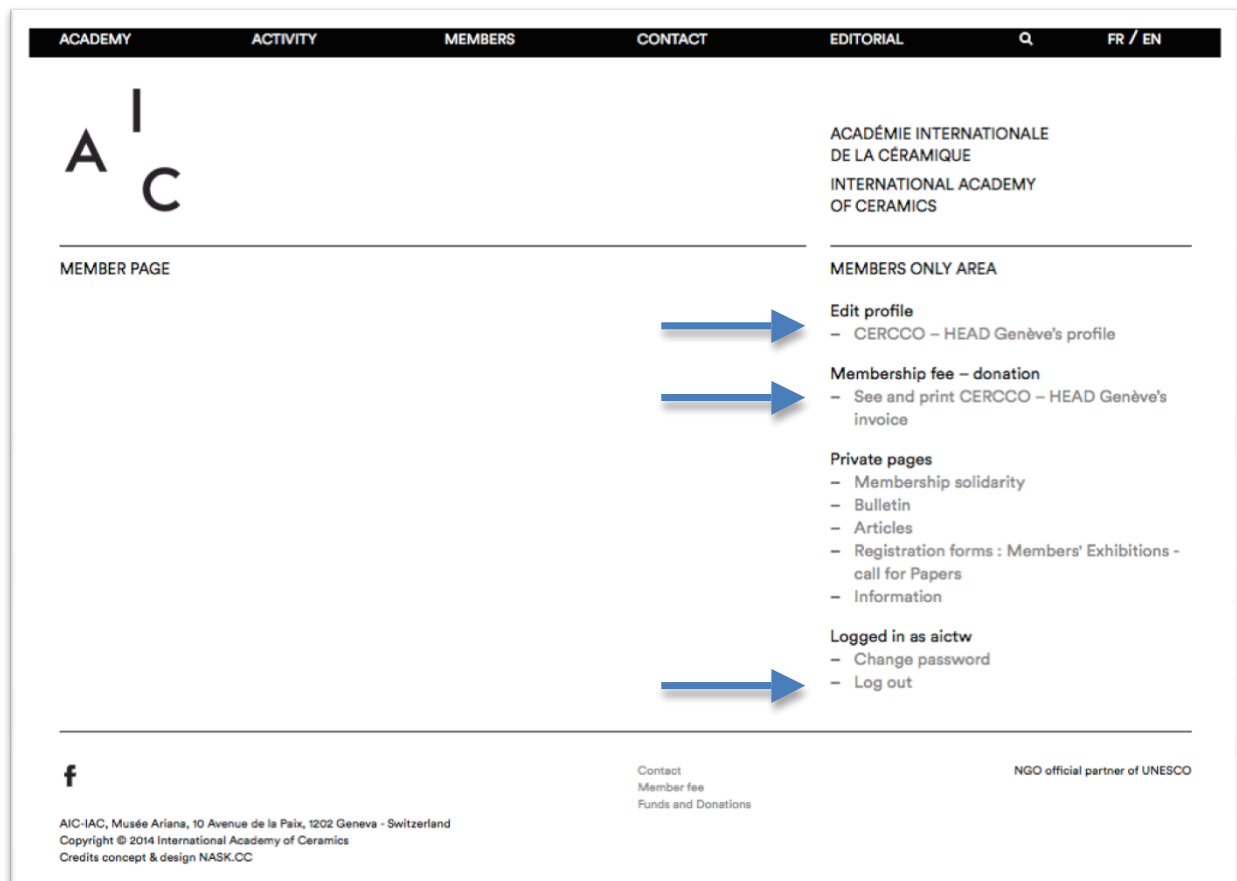 ACADEMY ACTIVITY MEMBERS CONTACT EDITORIAL FR / EN
A I C
ACADÉMIE INTERNATIONALE
DE LA CÉRAMIQUE
INTERNATIONAL ACADEMY
OF CERAMICS
MEMBER PAGE
MEMBERS ONLY AREA
Edit profile
– CERCCO – HEAD Genève's profile
Membership fee – donation
– See and print CERCCO – HEAD Genève's
invoice
Private pages
– Membership solidarity
– Bulletin
– Articles
– Registration forms : Members' Exhibitions -
call for Papers
– Information
Logged in as aictw
– Change password
– Log out
f
Contact
Member fee
Funds and Donations
NGO official partner of UNESCO
AIC-IAC, Musée Ariana, 10 Avenue de la Paix, 1202 Geneva - Switzerland
Copyright © 2014 International Academy of Ceramics
Credits concept & design NASK.CC